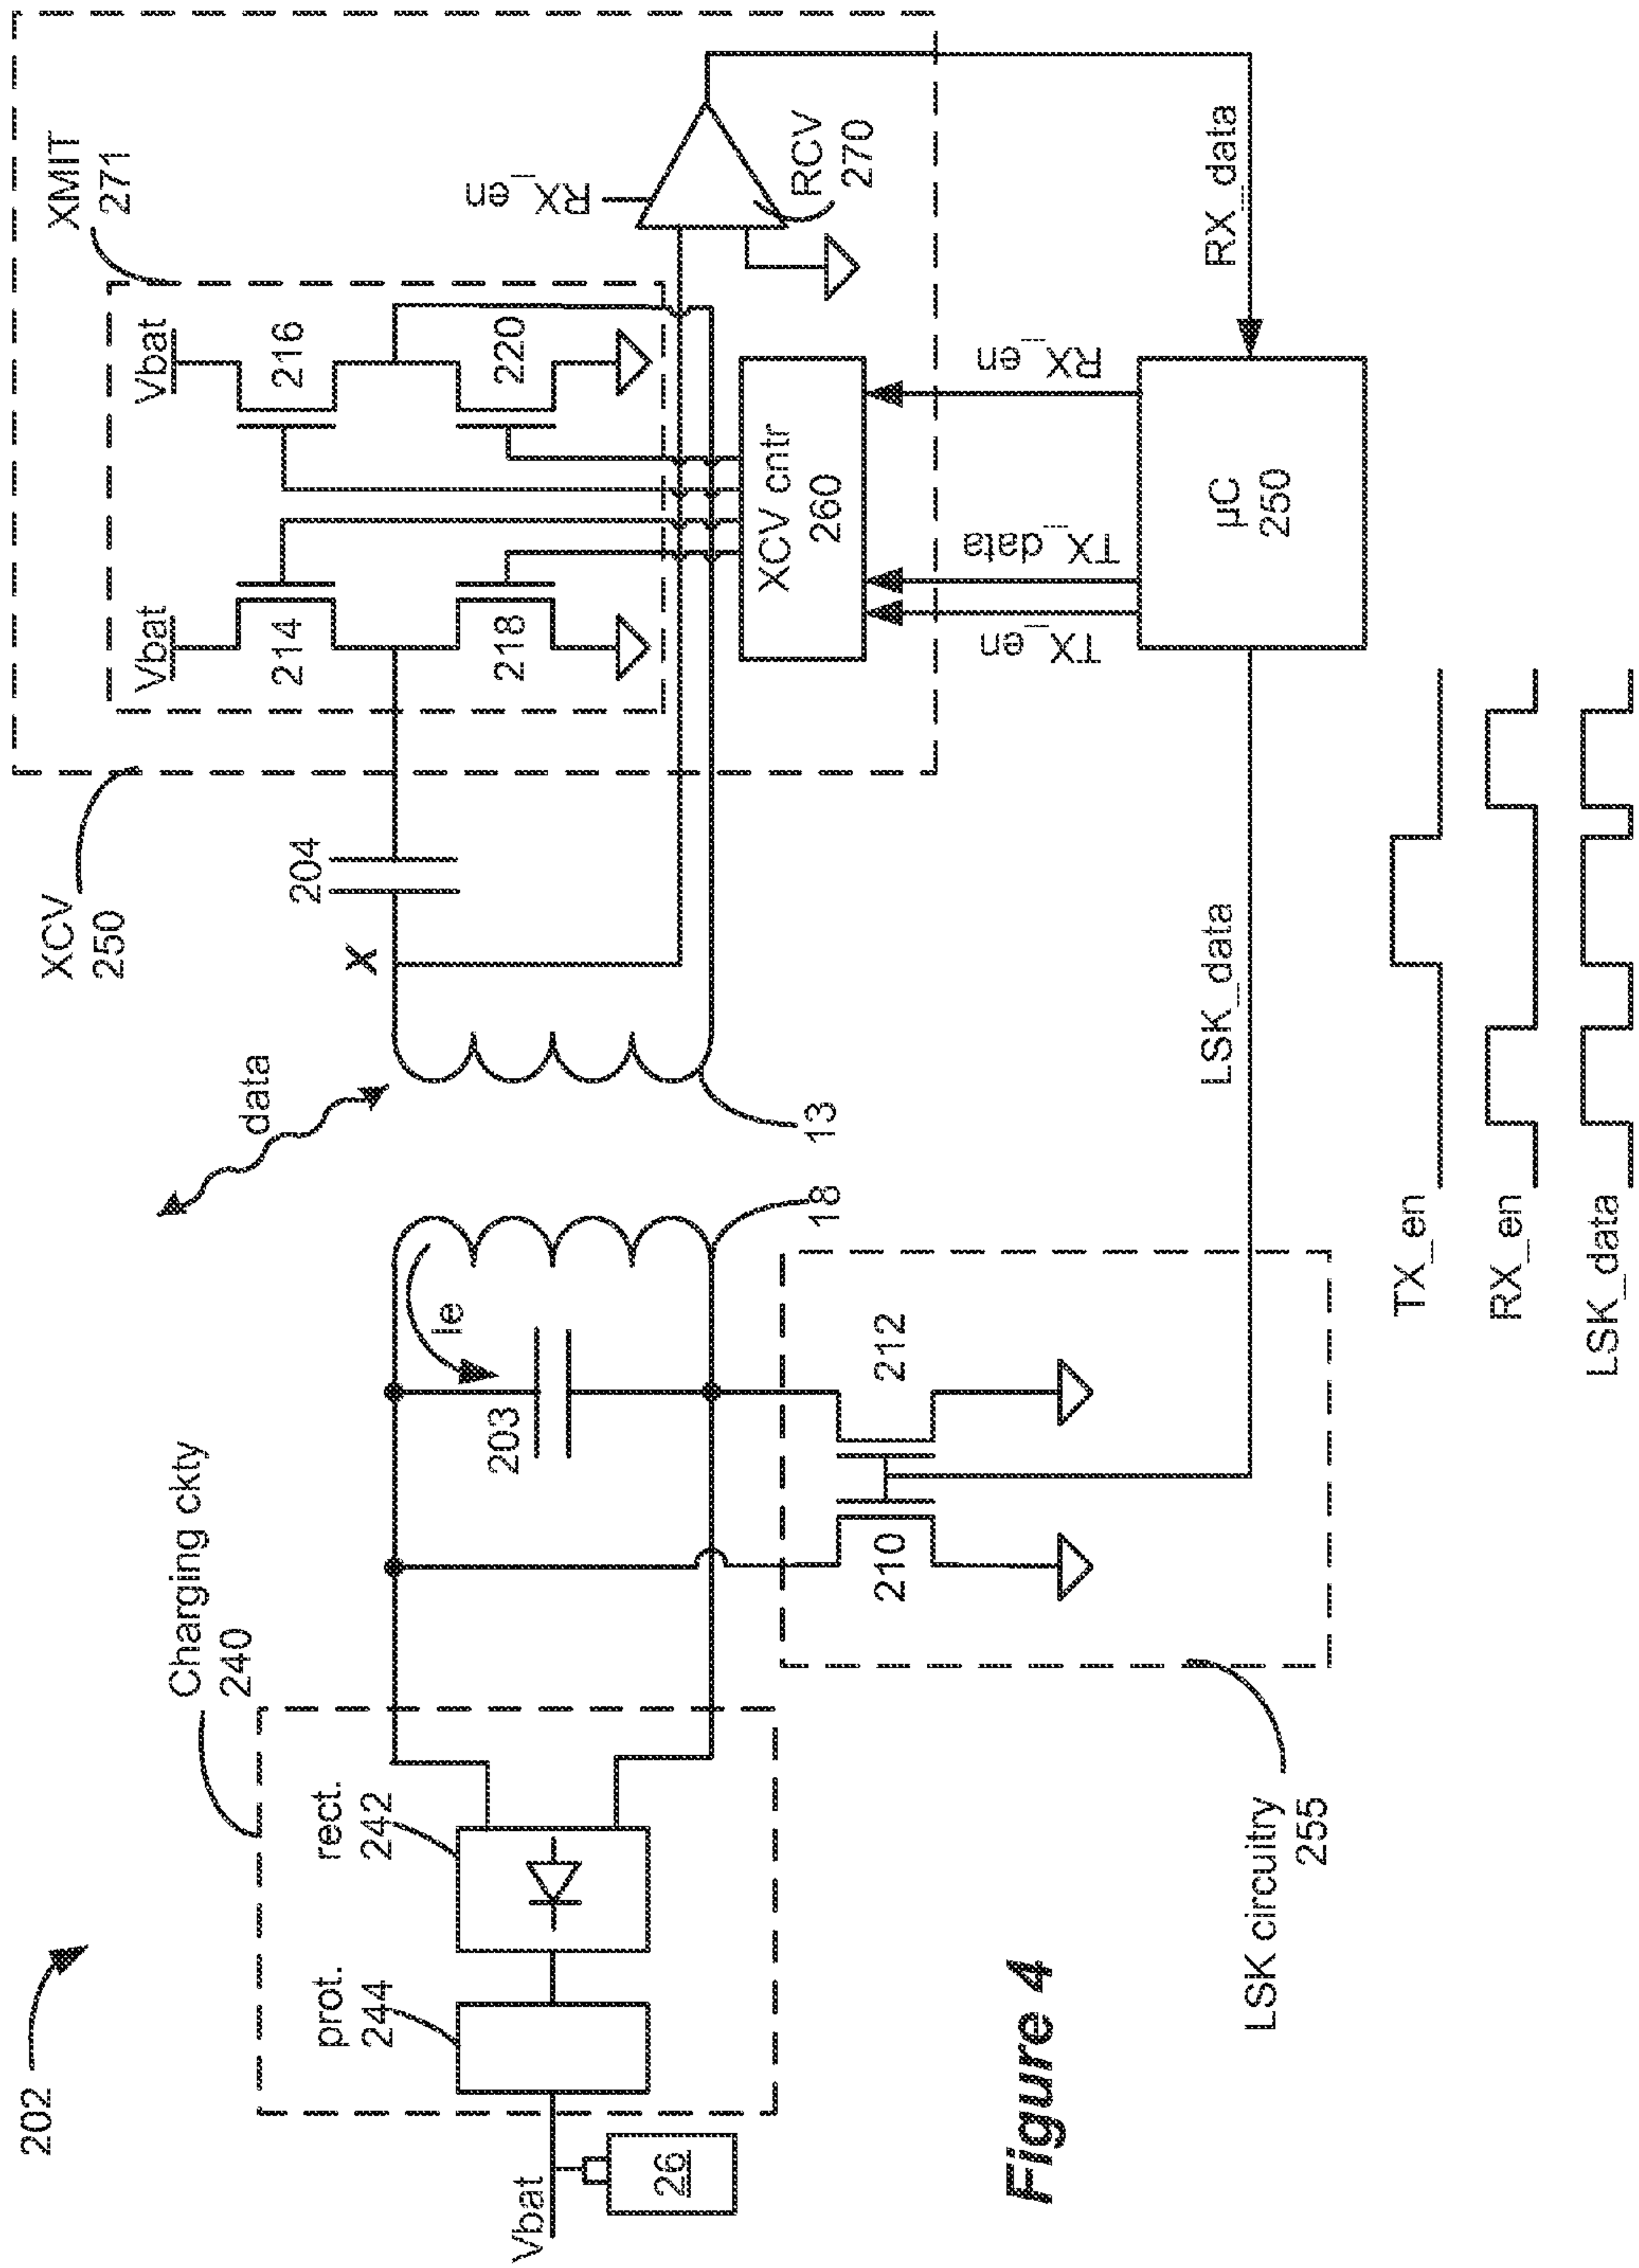 202
Charging ckty
240
Vbat
26
prot.
244
rect.
242
203
Ie
18
data
13
X
204
XCV
250
XMIT
271
Vbat
214
218
Vbat
216
220
RX_en
RCV
270
XCV cntr
260
TX_en
TX_data
RX_en
RX_data
µC
250
LSK_data
210
212
LSK circuitry
255
TX_en
RX_en
LSK_data
Figure 4